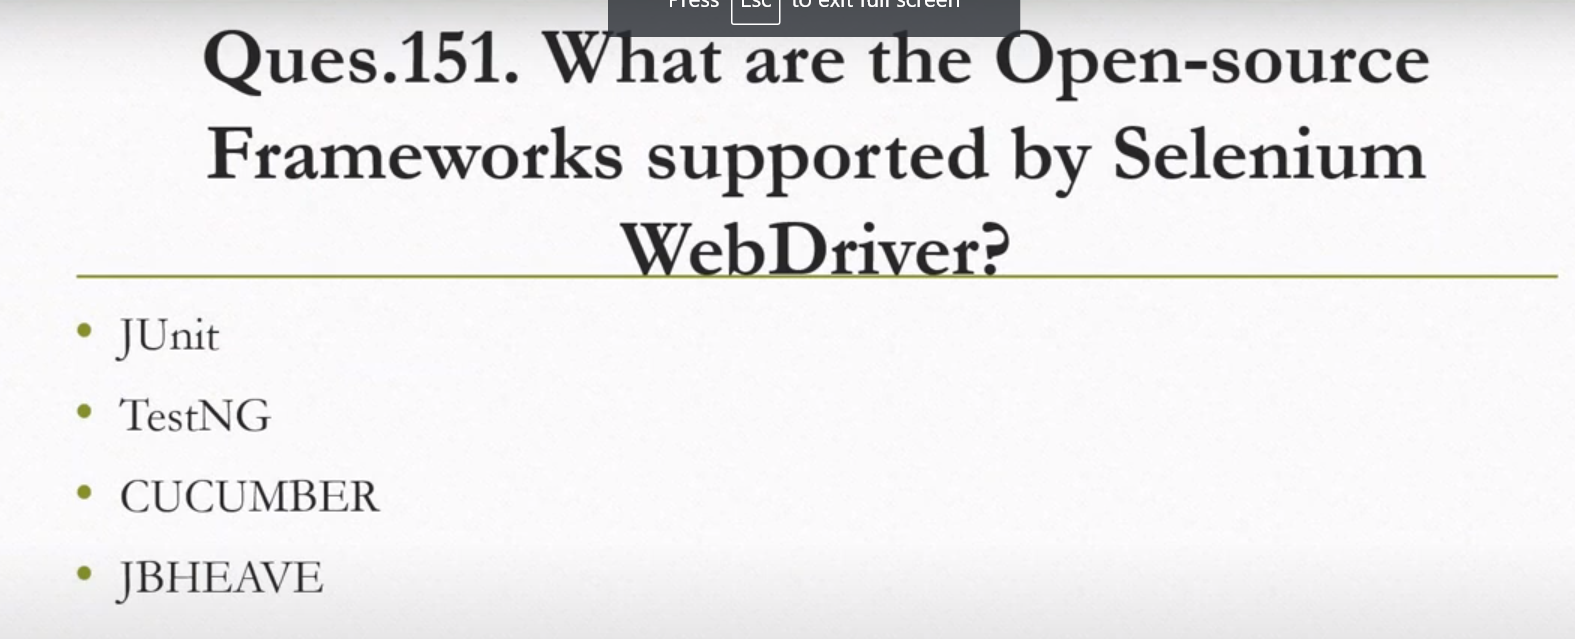 Press Esc to exit full screen
Ques.151. What are the Open-source
Frameworks supported by Selenium
WebDriver?
• JUnit
• TestNG
• CUCUMBER
• JBHEAVE